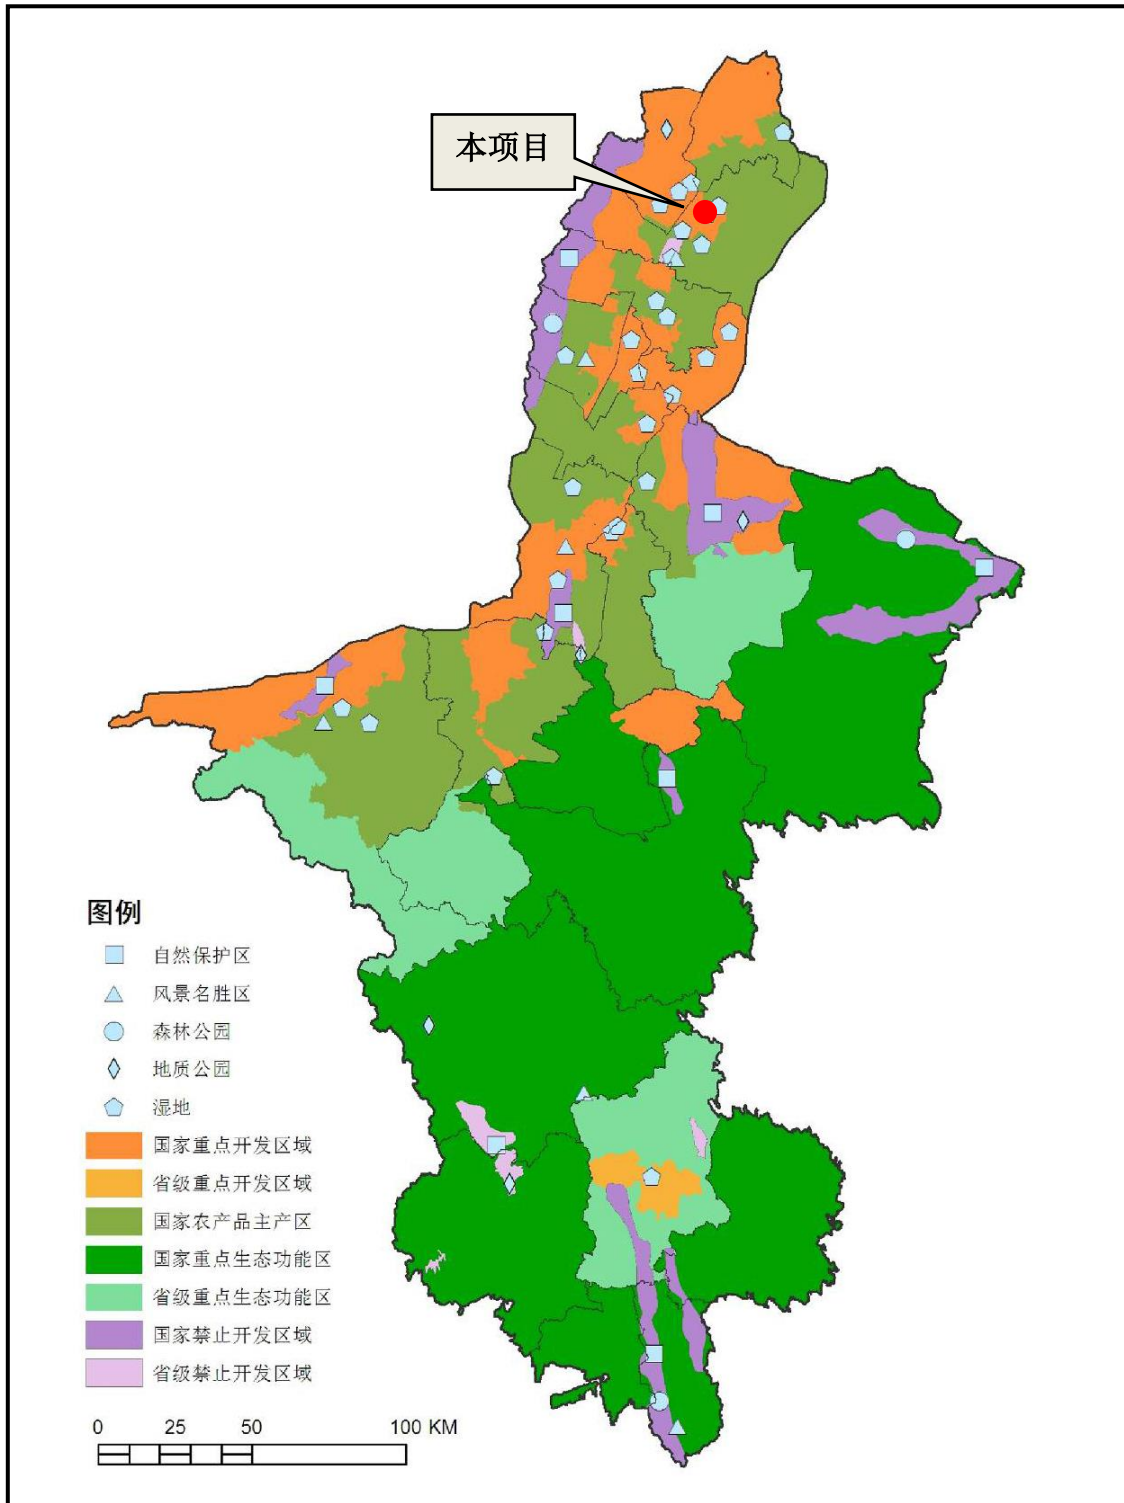 本项目
图例
自然保护区
风景名胜区
森林公园
地质公园
湿地
国家重点开发区域
省级重点开发区域
国家农产品主产区
国家重点生态功能区
省级重点生态功能区
国家禁止开发区域
省级禁止开发区域
0 25 50 100 KM